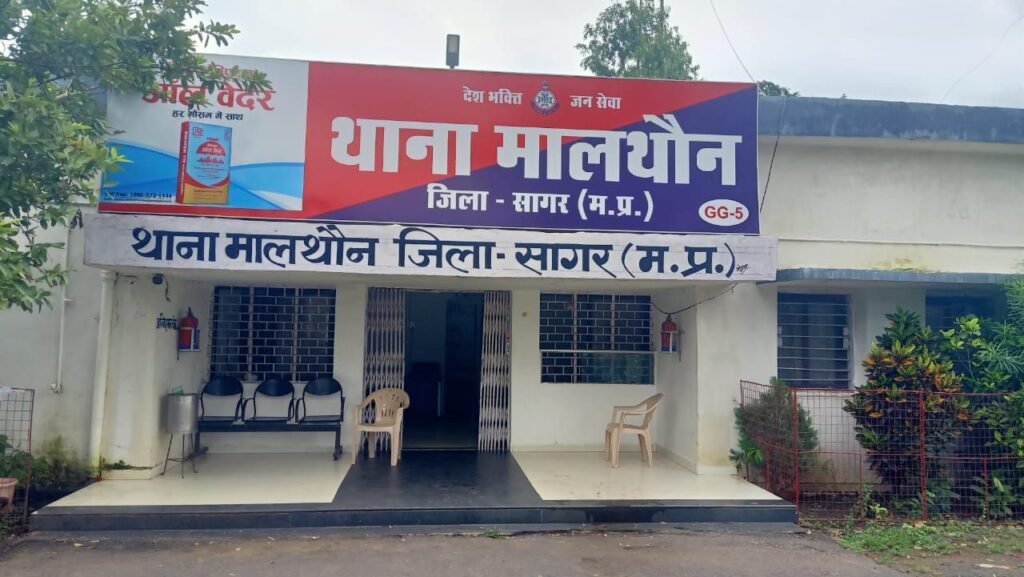 ऑल वेदर
हर मौसम में साथ
देश भक्ति जन सेवा
थाना मालथौन
जिला - सागर (म.प्र.)
GG-5
थाना मालथौन जिला - सागर (म.प्र.)